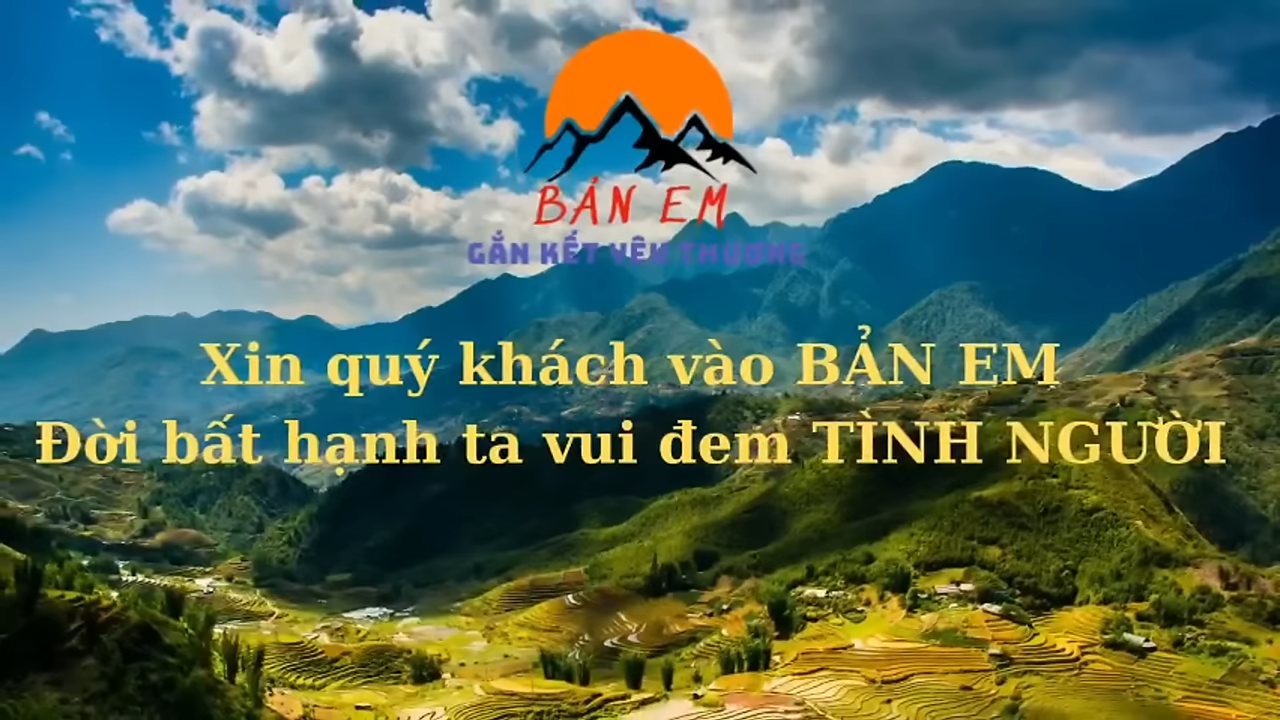 BẢN EM
GẮN KẾT YÊU THƯƠNG
Xin quý khách vào BẢN EM
Đời bất hạnh ta vui đem TÌNH NGƯỜI